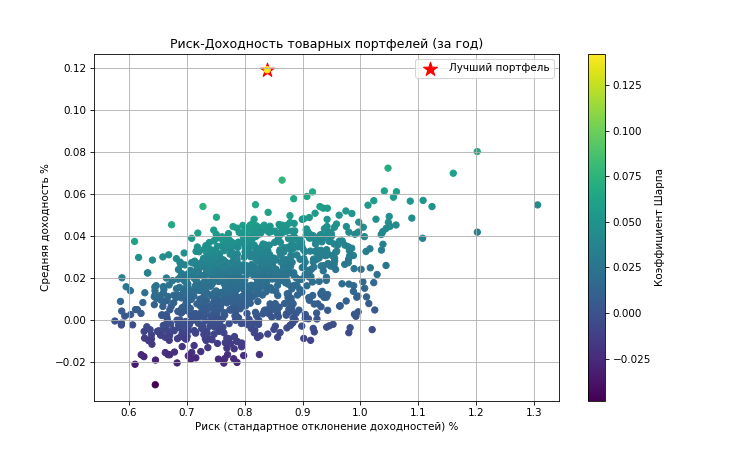 Риск-Доходность товарных портфелей (за год)
Лучший портфель
Средняя доходность %
0.12
0.10
0.08
0.06
0.04
0.02
0.00
−0.02
0.6 0.7 0.8 0.9 1.0 1.1 1.2 1.3
Риск (стандартное отклонение доходностей) %
0.125
0.100
0.075
0.050
0.025
0.000
−0.025
Коэффициент Шарпа